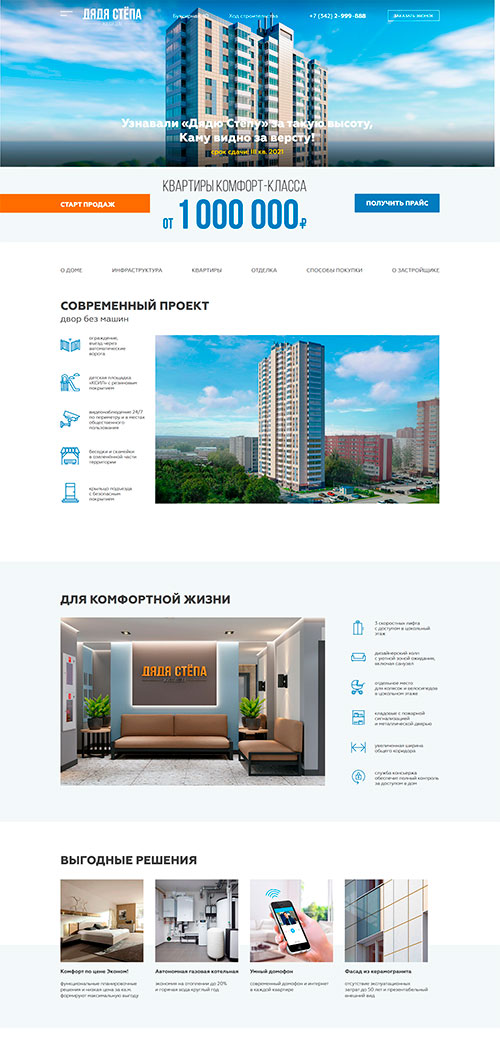 ДЯДЯ СТЁПА
Ход строительства
+7 (342) 2-999-888
ЗАКАЗАТЬ ЗВОНОК
Узнавали «Дядю Стёпу» за такую высоту,
Каму видно за версту!
срок сдачи: III кв. 2021
КВАРТИРЫ КОМФОРТ-КЛАССА
СТАРТ ПРОДАЖ
от 1 000 000 ₽
ПОЛУЧИТЬ ПРАЙС
О ДОМЕ
ИНФРАСТРУКТУРА
КВАРТИРЫ
ОТДЕЛКА
СПОСОБЫ ПОКУПКИ
О ЗАСТРОЙЩИКЕ
СОВРЕМЕННЫЙ ПРОЕКТ
двор без машин
ограждение,
въезд через
автоматические
ворота
детская площадка
«КСИЛ» с резиновым
покрытием
видеонаблюдение 24/7
по периметру и в местах
общественного
пользования
беседки и скамейки
в озеленённой части
территории
крыльцо подъезда
с безопасным
покрытием
ДЛЯ КОМФОРТНОЙ ЖИЗНИ
ДЯДЯ СТЁПА
3 скоростных лифта
с доступом в цокольный
этаж
дизайнерский холл
с уютной зоной ожидания,
включая санузел
отдельное место
для колясок и велосипедов
в цокольном этаже
кладовые с пожарной
сигнализацией
и металлической дверью
увеличенная ширина
общего коридора
служба консьержа
обеспечит полный контроль
за доступом в дом
ВЫГОДНЫЕ РЕШЕНИЯ
Комфорт по цене Эконом!
функциональные планировочные
решения и низкая цена за кв.м.
формируют максимальную выгоду
Автономная газовая котельная
экономия на отоплении до 20%
и горячая вода круглый год
Умный домофон
современный домофон и интернет
в каждой квартире
Фасад из керамогранита
отсутствие эксплуатационных
затрат до 50 лет и презентабельный
внешний вид